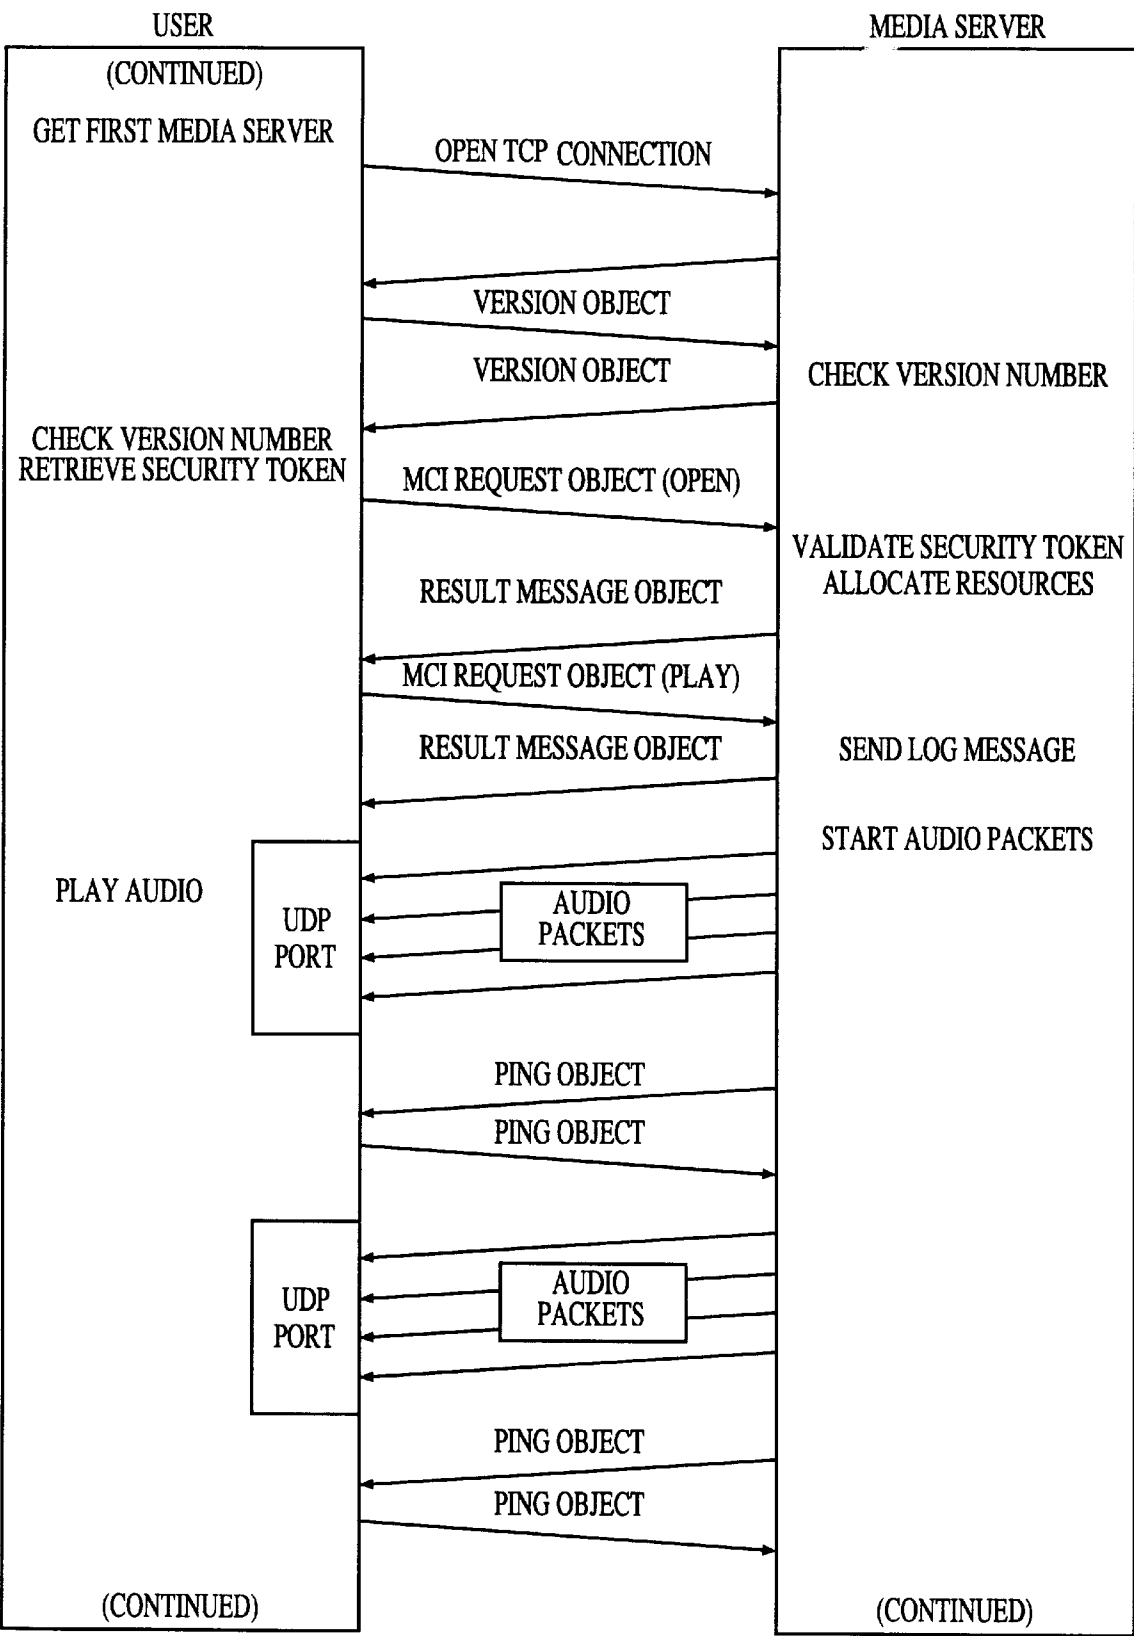 USER
MEDIA SERVER
(CONTINUED)
GET FIRST MEDIA SERVER
OPEN TCP CONNECTION
VERSION OBJECT
VERSION OBJECT
CHECK VERSION NUMBER
CHECK VERSION NUMBER
RETRIEVE SECURITY TOKEN
MCI REQUEST OBJECT (OPEN)
VALIDATE SECURITY TOKEN
ALLOCATE RESOURCES
RESULT MESSAGE OBJECT
MCI REQUEST OBJECT (PLAY)
RESULT MESSAGE OBJECT
SEND LOG MESSAGE
START AUDIO PACKETS
PLAY AUDIO
UDP
PORT
AUDIO
PACKETS
PING OBJECT
PING OBJECT
UDP
PORT
AUDIO
PACKETS
PING OBJECT
PING OBJECT
(CONTINUED)
(CONTINUED)